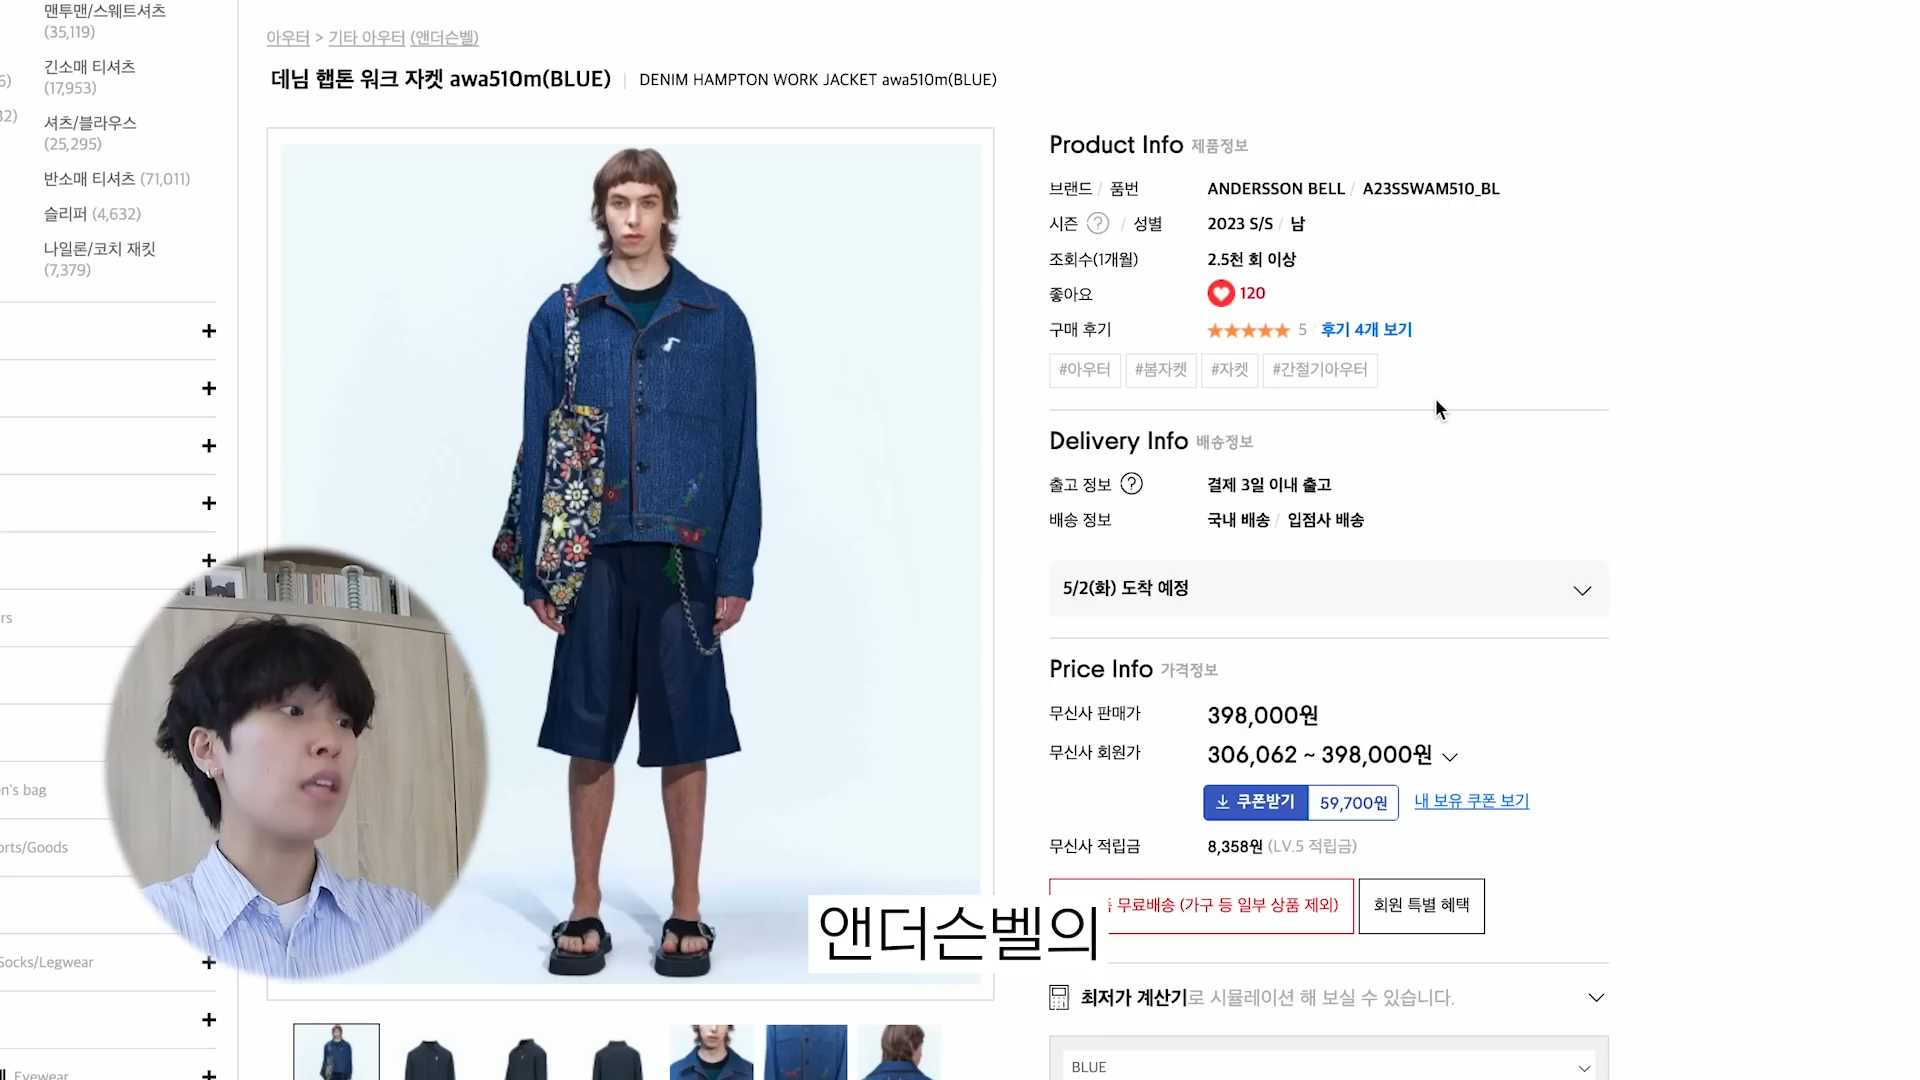 맨투맨/스웨트셔츠
(35,119)
긴소매 티셔츠
(17,953)
셔츠/블라우스
(25,295)
반소매 티셔츠 (71,011)
슬리퍼 (4,632)
나일론/코치 재킷
(7,379)
+
+
+
+
+
+
+
+
Socks/Legwear
Eyewear
아우터 > 기타 아우터 (앤더슨벨)
데님 햅톤 워크 자켓 awa510m(BLUE) | DENIM HAMPTON WORK JACKET awa510m(BLUE)
Product Info 제품정보
브랜드 / 품번 ANDERSSON BELL / A23SSWAM510_BL
시즌 ? / 성별 2023 S/S / 남
조회수(1개월) 2.5천 회 이상
좋아요 120
구매 후기 ★★★★★ 5 / 후기 4개 보기
#아우터 #봄자켓 #자켓 #간절기아우터
Delivery Info 배송정보
출고 정보 ? 결제 3일 이내 출고
배송 정보 국내 배송 / 입점사 배송
5/2(화) 도착 예정
Price Info 가격정보
무신사 판매가 398,000원
무신사 회원가 306,062 ~ 398,000원
쿠폰받기 59,700원 내 보유 쿠폰 보기
무신사 적립금 8,358원 (LV.5 적립금)
무료배송 (가구 등 일부 상품 제외) 회원 특별 혜택
앤더슨벨의
최저가 계산기로 시뮬레이션 해 보실 수 있습니다.
BLUE